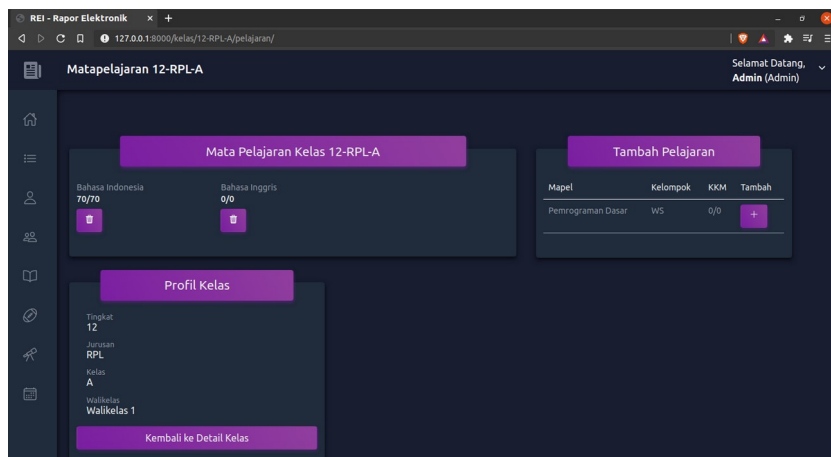 REI - Rapor Elektronik
127.0.0.1:8000/kelas/12-RPL-A/pelajaran/
Matapelajaran 12-RPL-A
Selamat Datang,
Admin (Admin)
Mata Pelajaran Kelas 12-RPL-A
Bahasa Indonesia
70/70
Bahasa Inggris
0/0
Tambah Pelajaran
Mapel Kelompok KKM Tambah
Pemrograman Dasar WS 0/0 +
Profil Kelas
Tingkat
12
Jurusan
RPL
Kelas
A
Walikelas
Walikelas 1
Kembali ke Detail Kelas